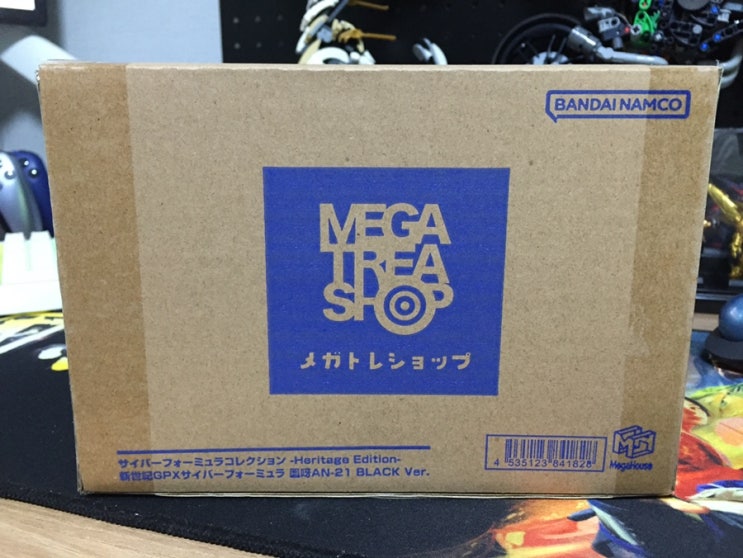 BANDAI NAMCO
MEGA
TREA
SHOP
メガトレショップ
サイバーフォーミュラコレクション -Heritage Edition-
新世紀GPXサイバーフォーミュラ 凰呀AN-21 BLACK Ver.
4 535123 841828
MegaHouse